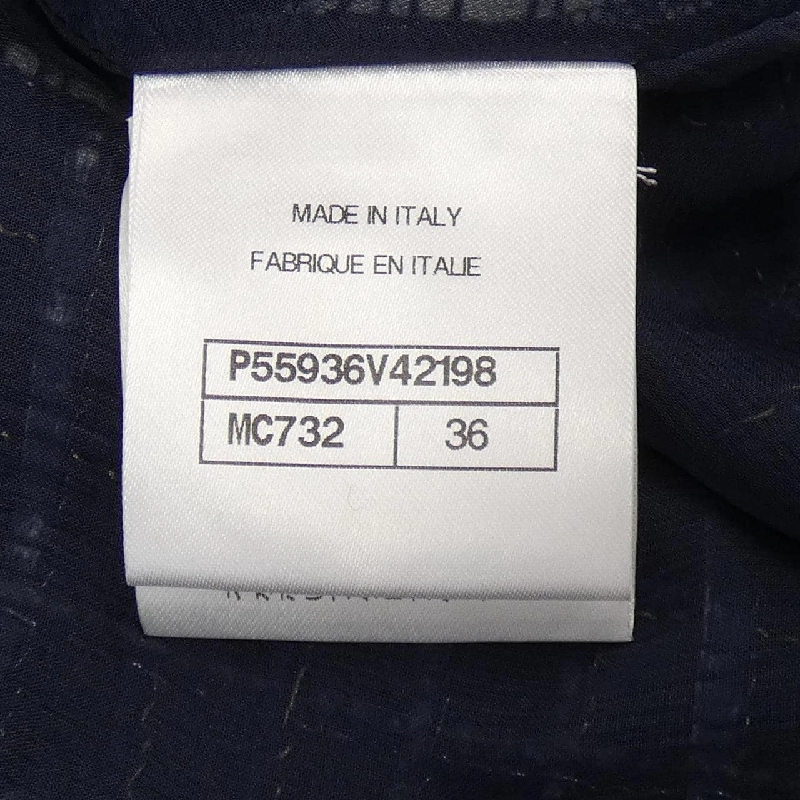 MADE IN ITALY
FABRIQUE EN ITALIE
P55936V42198
MC732 36